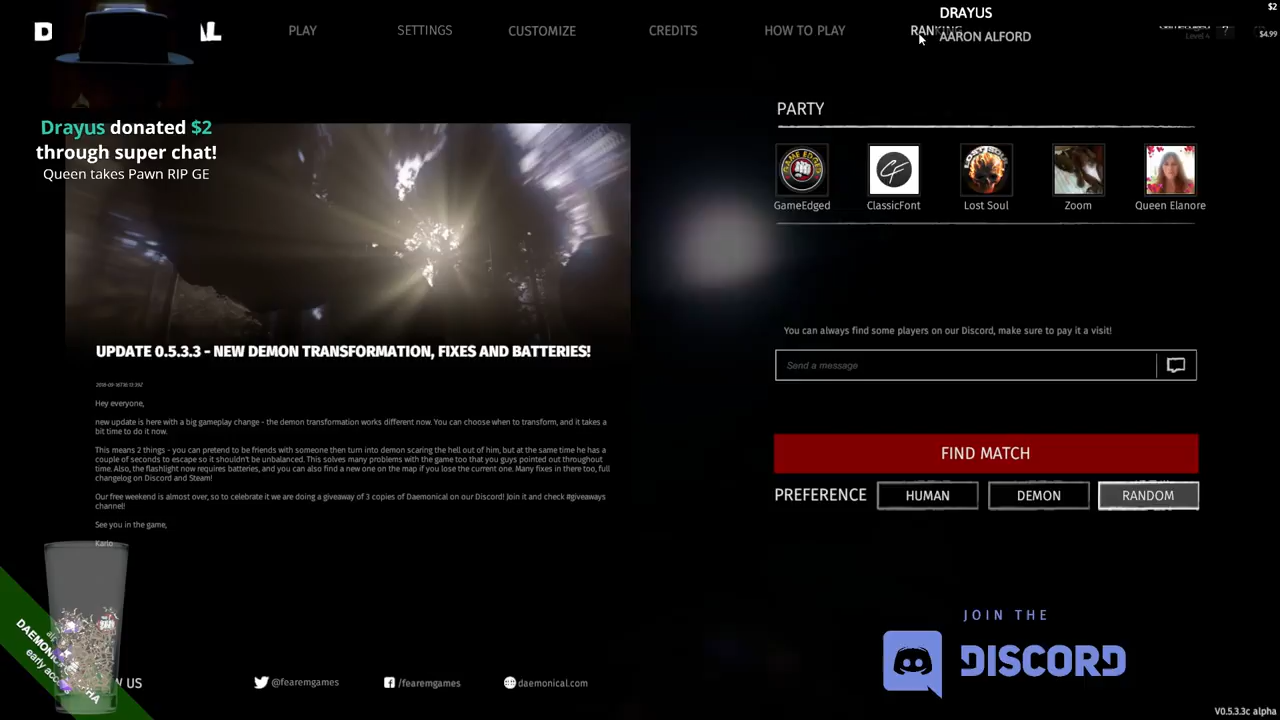 DRAYUS
$2
D AL
PLAY
SETTINGS
CUSTOMIZE
CREDITS
HOW TO PLAY
RANKING
AARON ALFORD
Level 4
?
$4.99
Drayus donated $2
through super chat!
Queen takes Pawn RIP GE
PARTY
GAME EDGED
CF
LOST SOUL
GameEdged
ClassicFont
Lost Soul
Zoom
Queen Elanore
You can always find some players on our Discord, make sure to pay it a visit!
Send a message
UPDATE 0.5.3.3 - NEW DEMON TRANSFORMATION, FIXES AND BATTERIES!
Hey everyone,
new update is here with a big gameplay change - the demon transformation works different now. You can choose when to transform, and it takes a
bit time to do it now.
This means 2 things - you can pretend to be friends with someone then turn into demon scaring the hell out of him, but at the same time he has a
couple of seconds to escape so it shouldn't be unbalanced. This solves many problems with the game too that you guys pointed out throughout
time. Also, the flashlight now requires batteries, and you can also find a new one on the map if you lose the current one. Many fixes in there too, full
changelog on Discord and Steam!
Our free weekend is almost over, so to celebrate it we are doing a giveaway of 3 copies of Daemonical on our Discord! Join it and check #giveaways
channel!
See you in the game,
Karlo
FIND MATCH
PREFERENCE
HUMAN
DEMON
RANDOM
JOIN THE
DISCORD
W US
@fearemgames
/fearemgames
daemonical.com
V0.5.3.3c alpha